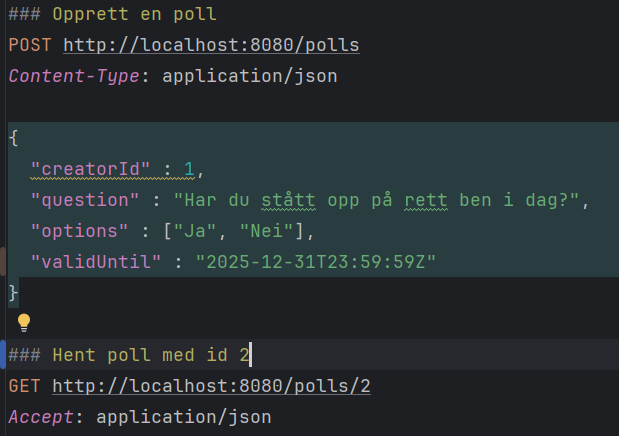 ### Opprett en poll
POST http://localhost:8080/polls
Content-Type: application/json
{
"creatorId" : 1,
"question" : "Har du stått opp på rett ben i dag?",
"options" : ["Ja", "Nei"],
"validUntil" : "2025-12-31T23:59:59Z"
}
### Hent poll med id 2
GET http://localhost:8080/polls/2
Accept: application/json